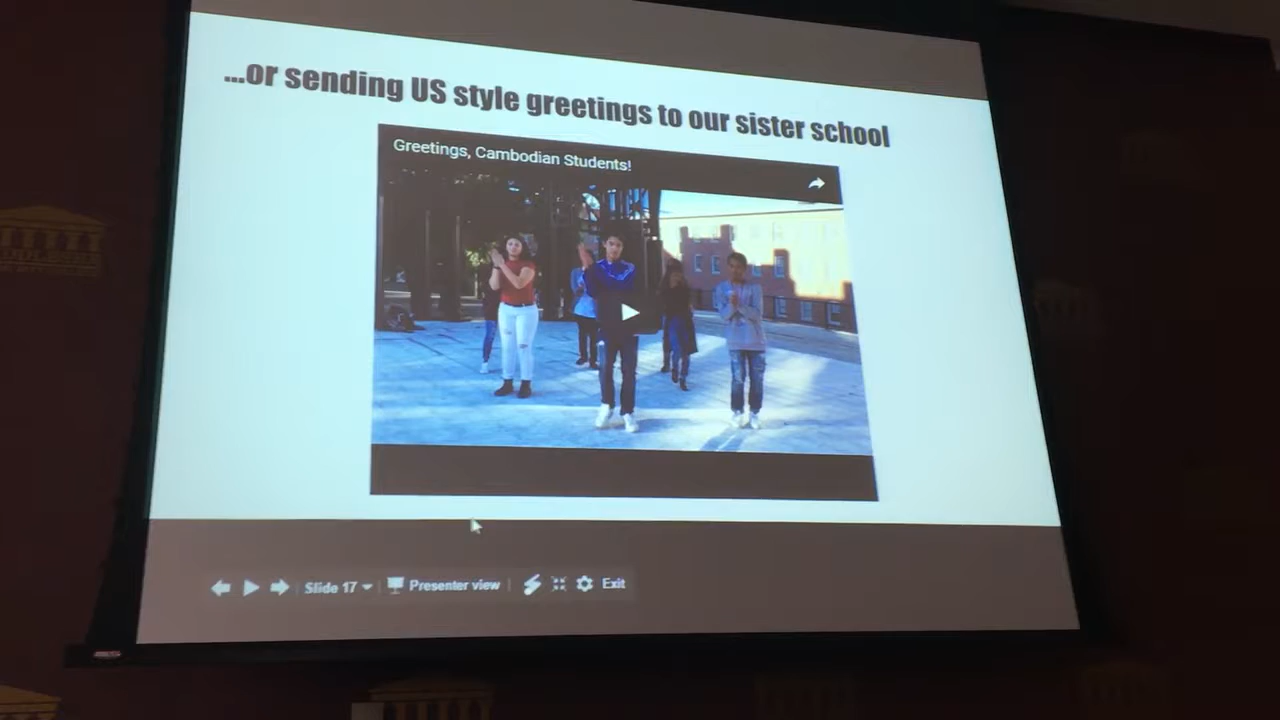 ...or sending US style greetings to our sister school
Greetings, Cambodian Students!
Slide 17
Presenter view
Exit